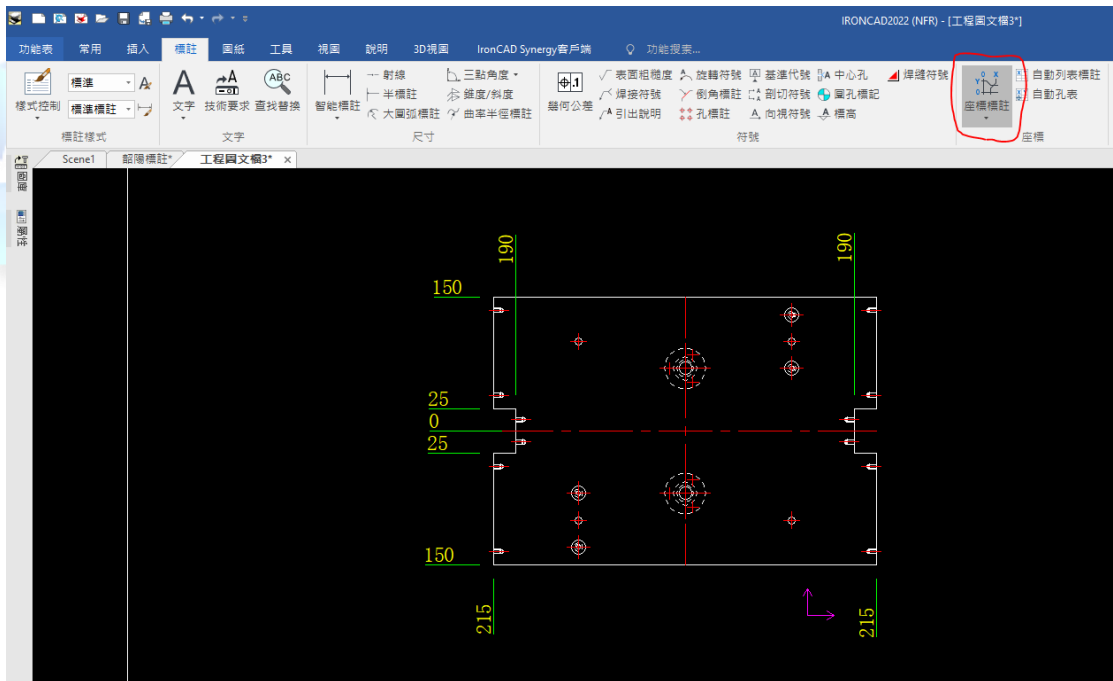 IRONCAD2022 (NFR) - [工程圖文檔3*]
功能表 常用 插入 標註 圖紙 工具 視圖 說明 3D視圖 IronCAD Synergy客戶端 功能搜索...
標準 射線 三點角度 表面粗糙度 旋轉符號 基準代號 中心孔 焊縫符號 自動列表標註
半標註 錐度/斜度 焊接符號 倒角標註 剖切符號 圓孔標記 自動孔表
樣式控制 標準標註 文字 技術要求 查找替換 智能標註 大圓弧標註 曲率半徑標註 幾何公差 引出說明 孔標註 向視符號 標高 座標標註
標註樣式 文字 尺寸 符號 座標
Scene1 韶陽標註* 工程圖文檔3* ×
圖庫
屬性
190 190
150
25
0
25
150
215 215